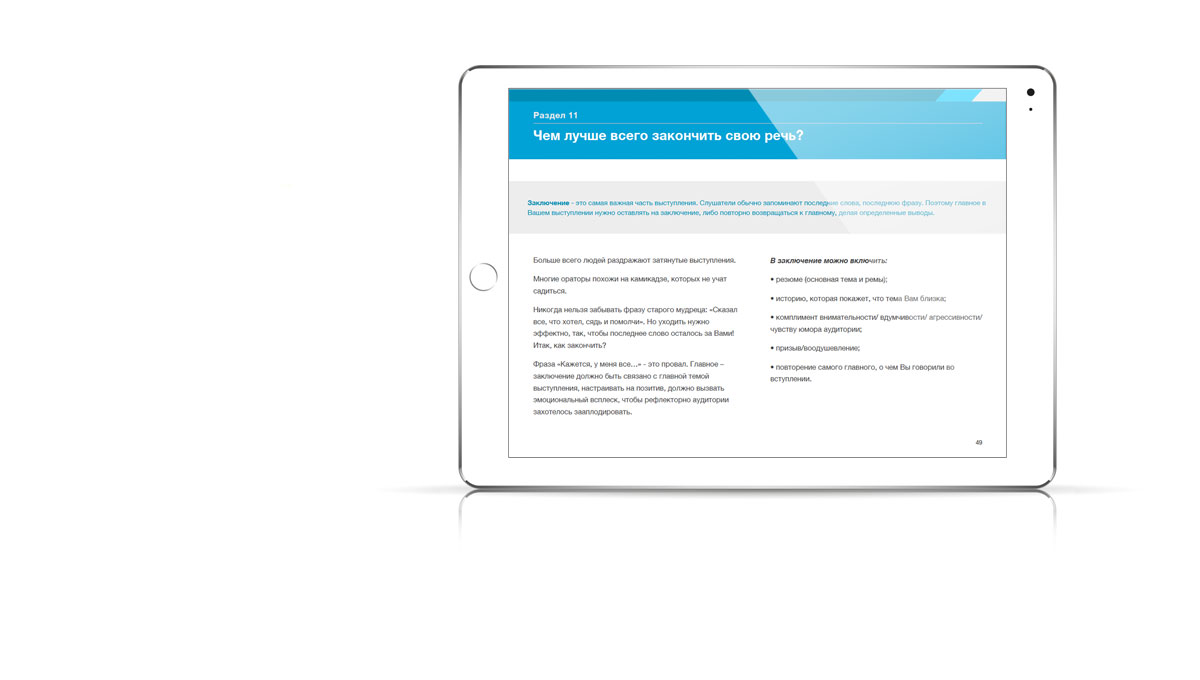 Раздел 11
Чем лучше всего закончить свою речь?
Заключение - это самая важная часть выступления. Слушатели обычно запоминают последние слова, последнюю фразу. Поэтому главное в
Вашем выступлении нужно оставлять на заключение, либо повторно возвращаться к главному, делая определенные выводы.
Больше всего людей раздражают затянутые выступления.
Многие ораторы похожи на камикадзе, которых не учат
садиться.
Никогда нельзя забывать фразу старого мудреца: «Сказал
все, что хотел, сядь и помолчи». Но уходить нужно
эффектно, так, чтобы последнее слово осталось за Вами!
Итак, как закончить?
Фраза «Кажется, у меня все…» - это провал. Главное –
заключение должно быть связано с главной темой
выступления, настраивать на позитив, должно вызвать
эмоциональный всплеск, чтобы рефлекторно аудитории
захотелось зааплодировать.
В заключение можно включить:
• резюме (основная тема и ремы);
• историю, которая покажет, что тема Вам близка;
• комплимент внимательности/ вдумчивости/ агрессивности/
чувству юмора аудитории;
• призыв/воодушевление;
• повторение самого главного, о чем Вы говорили во
вступлении.
49